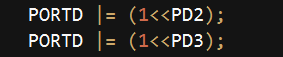 PORTD |= (1<<PD2);
PORTD |= (1<<PD3);